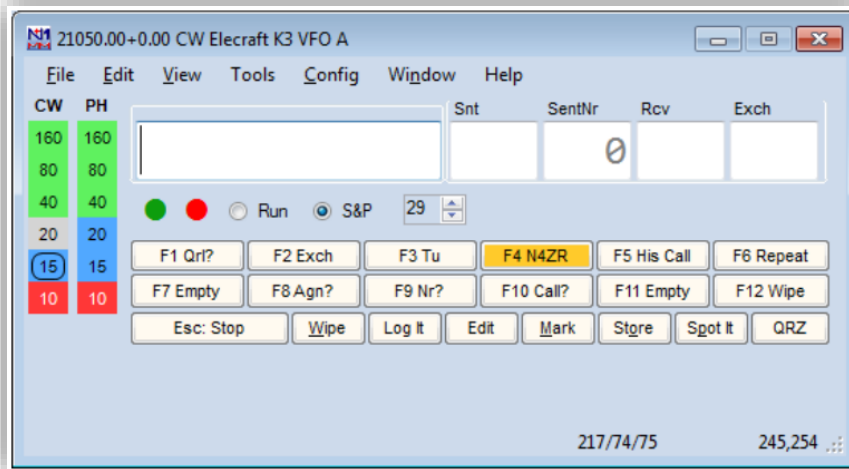 N1 MM 21050.00+0.00 CW Elecraft K3 VFO A
File Edit View Tools Config Window Help
CW PH Snt SentNr Rcv Exch
160 160 0
80 80
40 40 Run S&P 29
20 20
15 15 F1 Qrl? F2 Exch F3 Tu F4 N4ZR F5 His Call F6 Repeat
10 10 F7 Empty F8 Agn? F9 Nr? F10 Call? F11 Empty F12 Wipe
Esc: Stop Wipe Log It Edit Mark Store Spot It QRZ
217/74/75 245,254